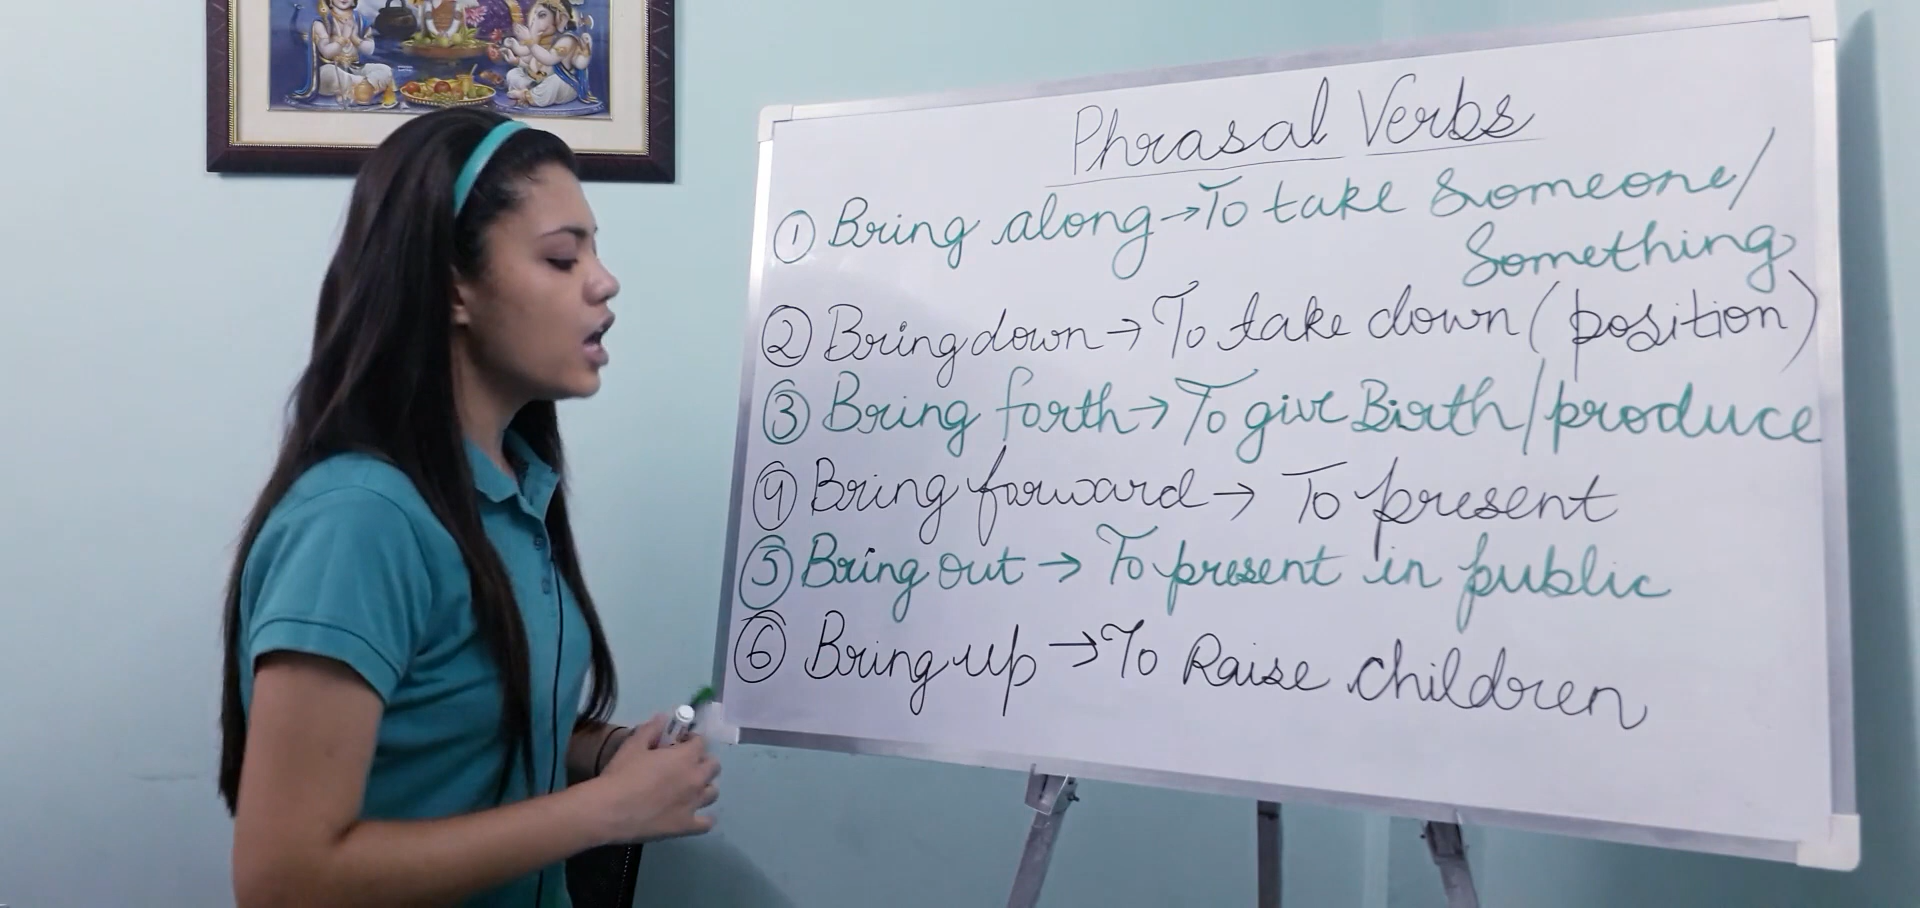 Phrasal Verbs
① Bring along → To take Someone/
Something
② Bring down → To take down (position)
③ Bring forth → To give Birth/produce
④ Bring forward → To present
⑤ Bring out → To present in public
⑥ Bring up → To Raise children